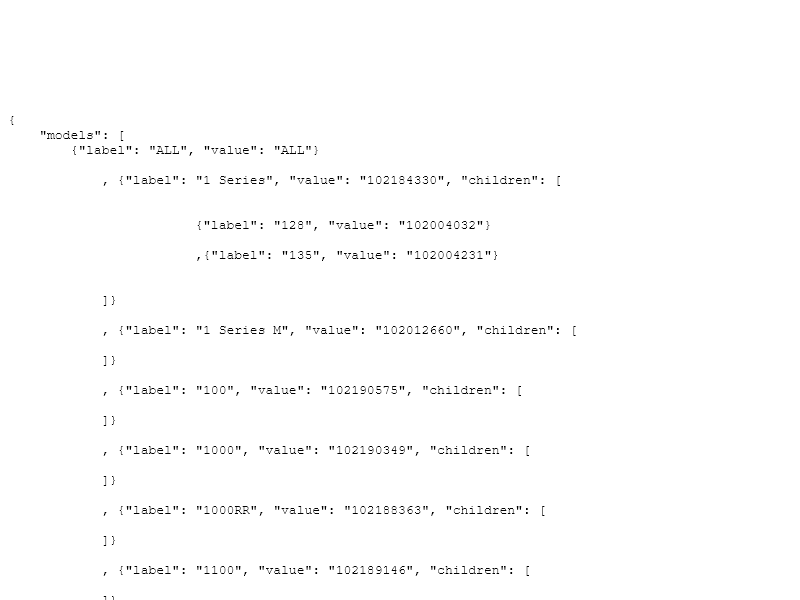 {
"models": [
{"label": "ALL", "value": "ALL"}
, {"label": "1 Series", "value": "102184330", "children": [
{"label": "128", "value": "102004032"}
,{"label": "135", "value": "102004231"}
]}
, {"label": "1 Series M", "value": "102012660", "children": [
]}
, {"label": "100", "value": "102190575", "children": [
]}
, {"label": "1000", "value": "102190349", "children": [
]}
, {"label": "1000RR", "value": "102188363", "children": [
]}
, {"label": "1100", "value": "102189146", "children": [
]}